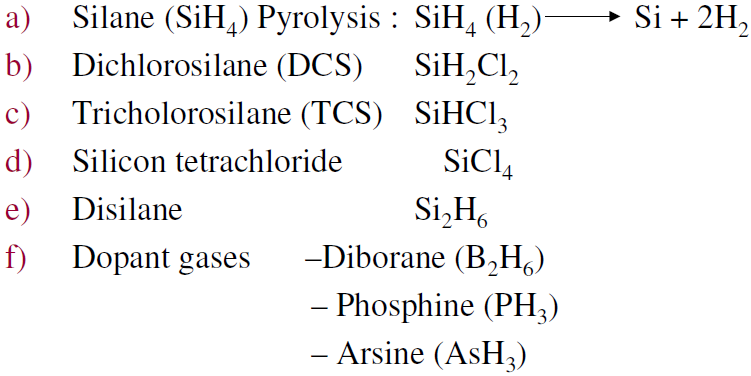 a) Silane (SiH₄) Pyrolysis : SiH₄ (H₂) ⟶ Si + 2H₂
b) Dichlorosilane (DCS) SiH₂Cl₂
c) Tricholorosilane (TCS) SiHCl₃
d) Silicon tetrachloride SiCl₄
e) Disilane Si₂H₆
f) Dopant gases –Diborane (B₂H₆)
– Phosphine (PH₃)
– Arsine (AsH₃)